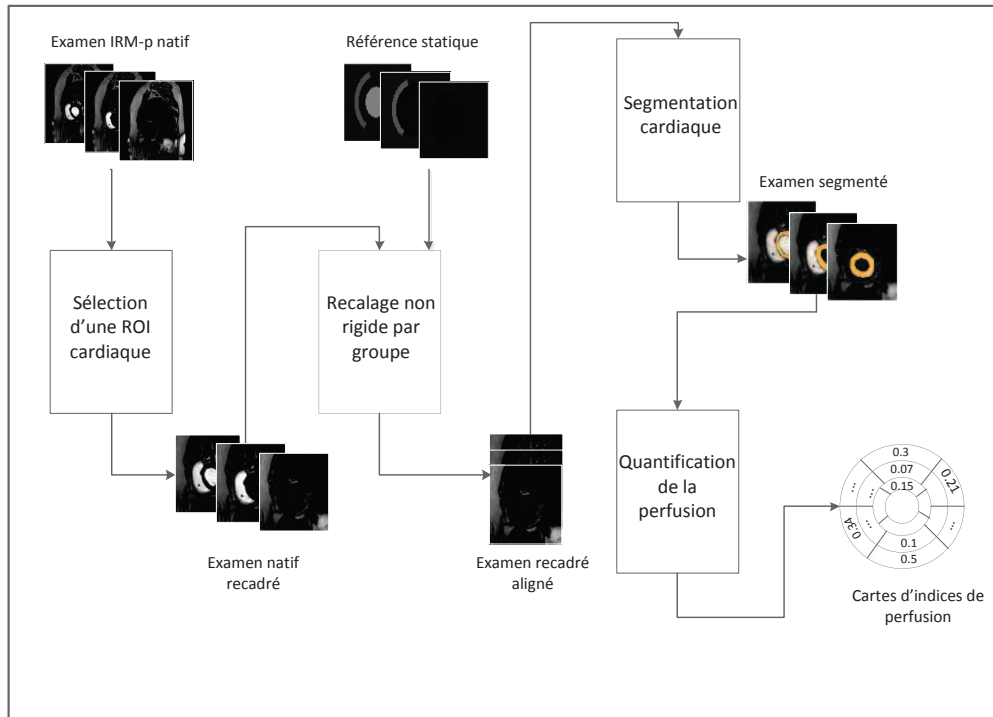 Examen IRM-p natif
Référence statique
Segmentation
cardiaque
Examen segmenté
Sélection
d'une ROI
cardiaque
Recalage non
rigide par
groupe
Examen natif
recadré
Examen recadré
aligné
Quantification
de la
perfusion
0.3
0.07
0.15
0.21
...
...
0.34
...
...
0.1
0.5
Cartes d'indices de
perfusion